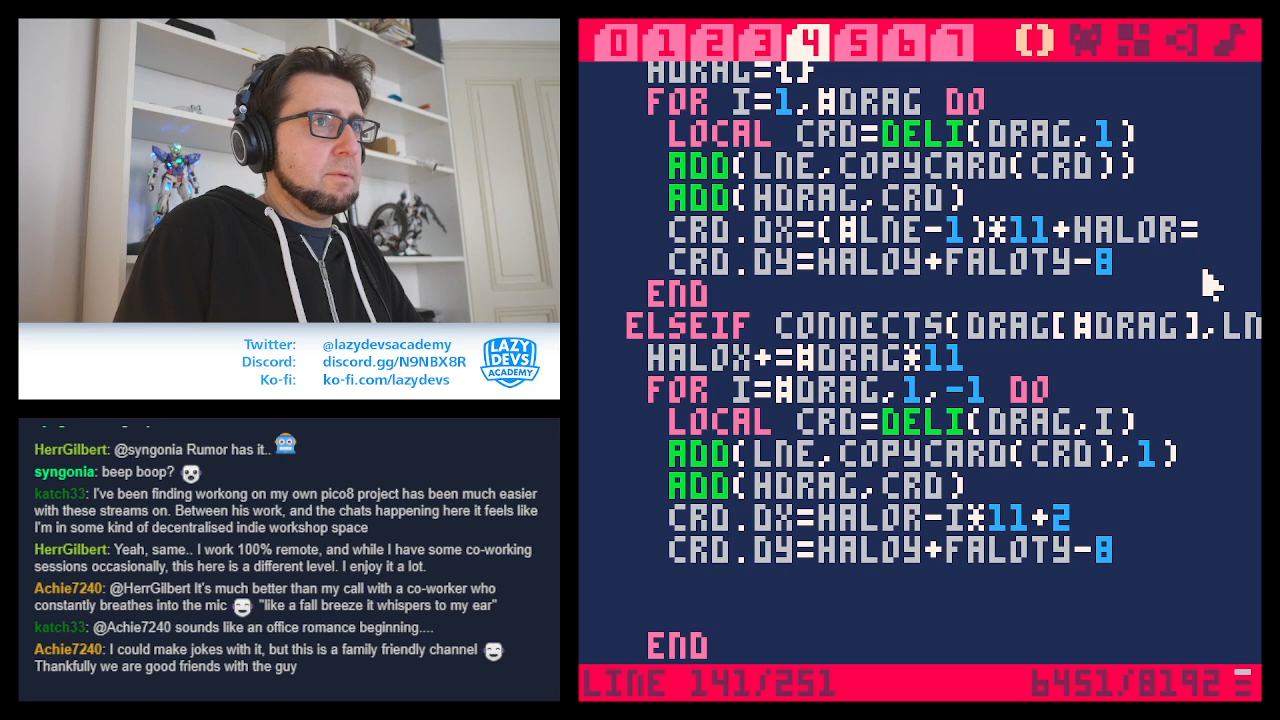 Twitter: @lazydevsacademy
Discord: discord.gg/N9NBX8R
Ko-fi: ko-fi.com/lazydevs
LAZY
DEVS
ACADEMY
HerrGilbert: @syngonia Rumor has it..
syngonia: beep boop?
katch33: I've been finding workong on my own pico8 project has been much easier
with these streams on. Between his work, and the chats happening here it feels like
I'm in some kind of decentralised indie workshop space
HerrGilbert: Yeah, same.. I work 100% remote, and while I have some co-working
sessions occasionally, this here is a different level. I enjoy it a lot.
Achie7240: @HerrGilbert It's much better than my call with a co-worker who
constantly breathes into the mic "like a fall breeze it whispers to my ear"
katch33: @Achie7240 sounds like an office romance beginning....
Achie7240: I could make jokes with it, but this is a family friendly channel
Thankfully we are good friends with the guy
0 1 2 3 4 5 6 7 ()
HDRAG={}
FOR I=1,#DRAG DO
LOCAL CRD=DELI(DRAG,1)
ADD(LNE,COPYCARD(CRD))
ADD(HDRAG,CRD)
CRD.DX=(#LNE-1)*11+HALOR=
CRD.DY=HALOY+FALOTY-8
END
ELSEIF CONNECTS(DRAG[#DRAG],LN
HALOX+=#DRAG*11
FOR I=#DRAG,1,-1 DO
LOCAL CRD=DELI(DRAG,I)
ADD(LNE,COPYCARD(CRD),1)
ADD(HDRAG,CRD)
CRD.DX=HALOR-I*11+2
CRD.DY=HALOY+FALOTY-8
END
LINE 141/251 6451/8192